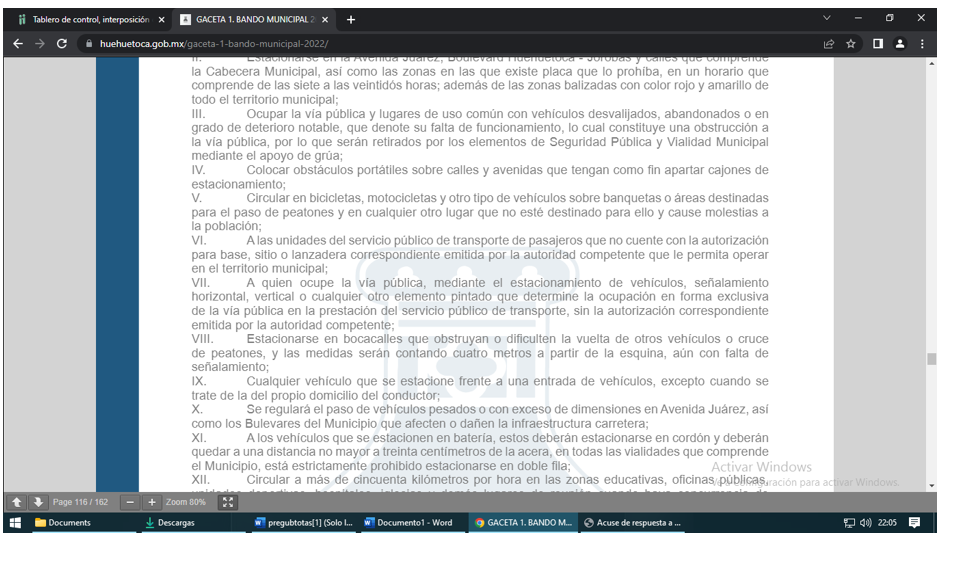 Tablero de control, interposición
GACETA 1. BANDO MUNICIPAL 2
huehuetoca.gob.mx/gaceta-1-bando-municipal-2022/
II. Estacionarse en la Avenida Juárez, Boulevard Huehuetoca - Jorobas y calles que comprende
la Cabecera Municipal, así como las zonas en las que existe placa que lo prohíba, en un horario que
comprende de las siete a las veintidós horas; además de las zonas balizadas con color rojo y amarillo de
todo el territorio municipal;
III. Ocupar la vía pública y lugares de uso común con vehículos desvalijados, abandonados o en
grado de deterioro notable, que denote su falta de funcionamiento, lo cual constituye una obstrucción a
la vía pública, por lo que serán retirados por los elementos de Seguridad Pública y Vialidad Municipal
mediante el apoyo de grúa;
IV. Colocar obstáculos portátiles sobre calles y avenidas que tengan como fin apartar cajones de
estacionamiento;
V. Circular en bicicletas, motocicletas y otro tipo de vehículos sobre banquetas o áreas destinadas
para el paso de peatones y en cualquier otro lugar que no esté destinado para ello y cause molestias a
la población;
VI. A las unidades del servicio público de transporte de pasajeros que no cuente con la autorización
para base, sitio o lanzadera correspondiente emitida por la autoridad competente que le permita operar
en el territorio municipal;
VII. A quien ocupe la vía pública, mediante el estacionamiento de vehículos, señalamiento
horizontal, vertical o cualquier otro elemento pintado que determine la ocupación en forma exclusiva
de la vía pública en la prestación del servicio público de transporte, sin la autorización correspondiente
emitida por la autoridad competente;
VIII. Estacionarse en bocacalles que obstruyan o dificulten la vuelta de otros vehículos o cruce
de peatones, y las medidas serán contando cuatro metros a partir de la esquina, aún con falta de
señalamiento;
IX. Cualquier vehículo que se estacione frente a una entrada de vehículos, excepto cuando se
trate de la del propio domicilio del conductor;
X. Se regulará el paso de vehículos pesados o con exceso de dimensiones en Avenida Juárez, así
como los Bulevares del Municipio que afecten o dañen la infraestructura carretera;
XI. A los vehículos que se estacionen en batería, estos deberán estacionarse en cordón y deberán
quedar a una distancia no mayor a treinta centímetros de la acera, en todas las vialidades que comprende
el Municipio, está estrictamente prohibido estacionarse en doble fila;
XII. Circular a más de cincuenta kilómetros por hora en las zonas educativas, oficinas públicas,
unidades deportivas, hospitales, iglesias y demás lugares de reunión cuando haya concurrencia de
Activar Windows
Ve a Configuración para activar Windows.
Page 116 / 162
Zoom 80%
Documents
Descargas
pregubtotas[1] (Solo l...
Documento1 - Word
GACETA 1. BANDO M...
Acuse de respuesta a ...
22:05